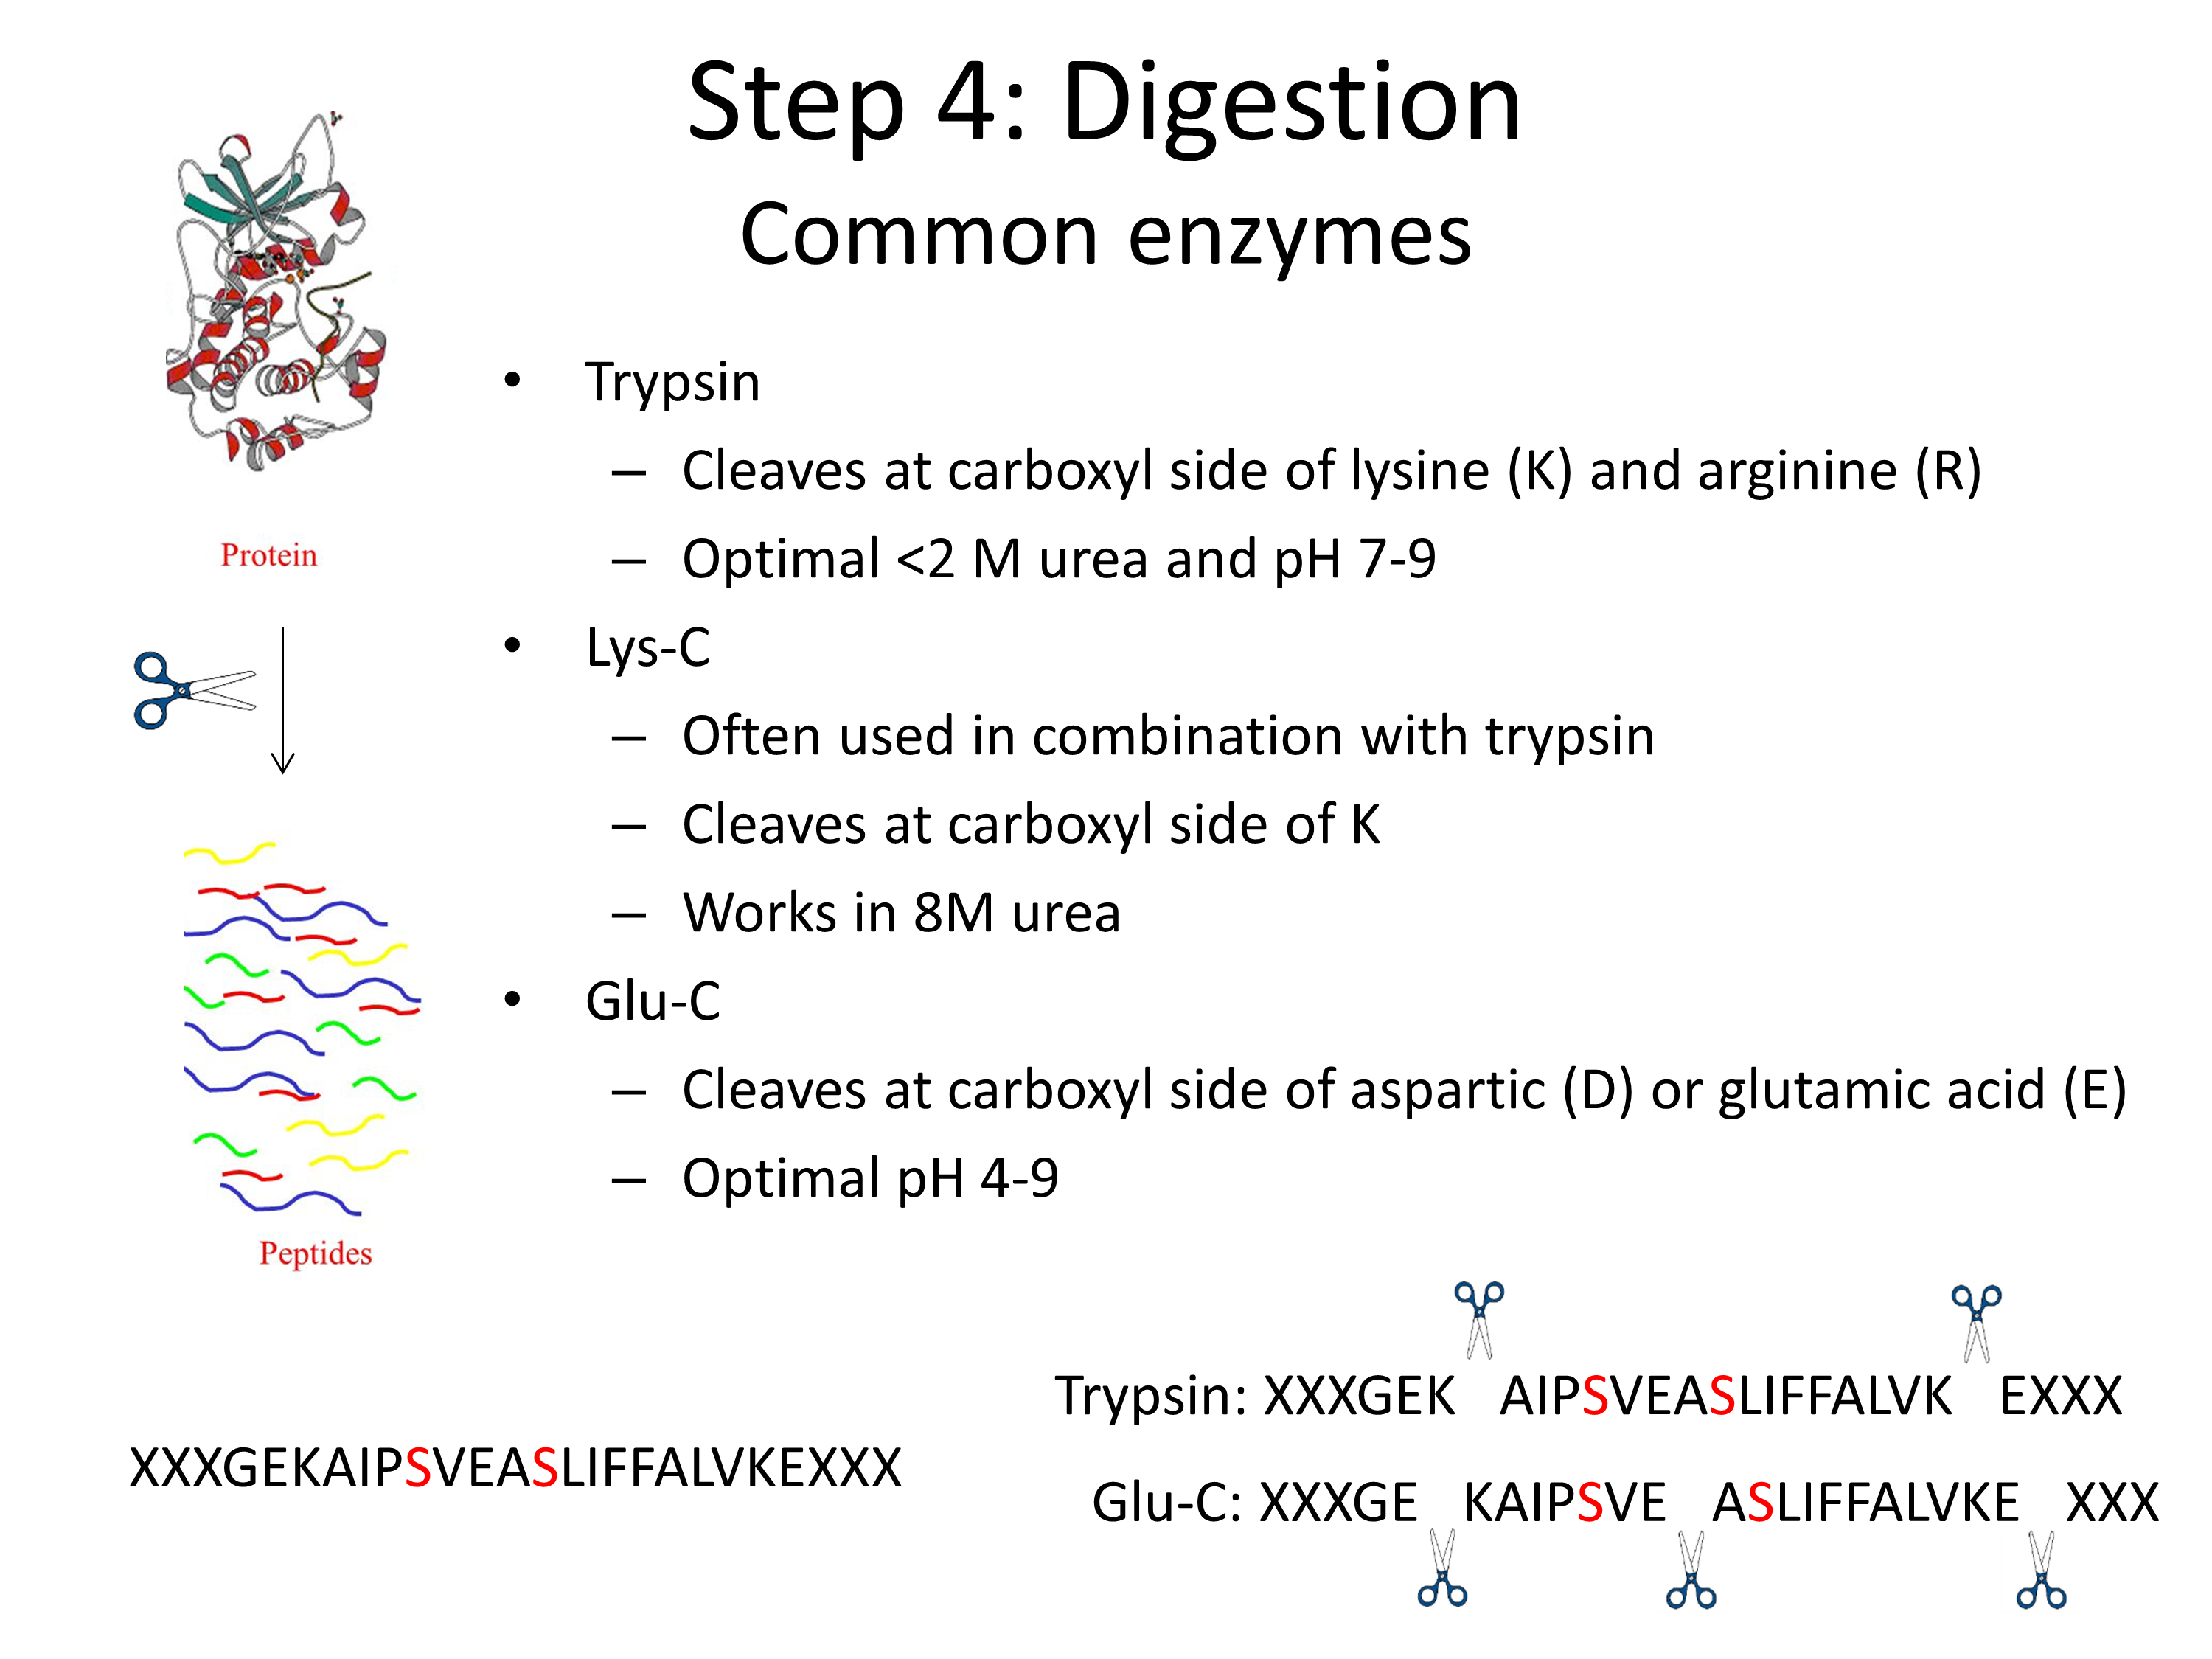 Step 4: Digestion
Common enzymes
Protein
Peptides
• Trypsin
– Cleaves at carboxyl side of lysine (K) and arginine (R)
– Optimal <2 M urea and pH 7-9
• Lys-C
– Often used in combination with trypsin
– Cleaves at carboxyl side of K
– Works in 8M urea
• Glu-C
– Cleaves at carboxyl side of aspartic (D) or glutamic acid (E)
– Optimal pH 4-9
XXXGEKAIPSVEASLIFFALVKEXXX
Trypsin: XXXGEK AIPSVEASLIFFALVK EXXX
Glu-C: XXXGE KAIPSVE ASLIFFALVKE XXX